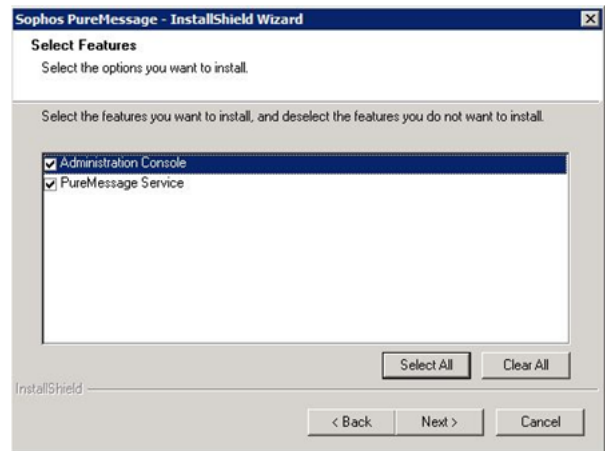 Sophos PureMessage - InstallShield Wizard
Select Features
Select the options you want to install.
Select the features you want to install, and deselect the features you do not want to install.
Administration Console
PureMessage Service
Select All
Clear All
InstallShield
< Back
Next >
Cancel